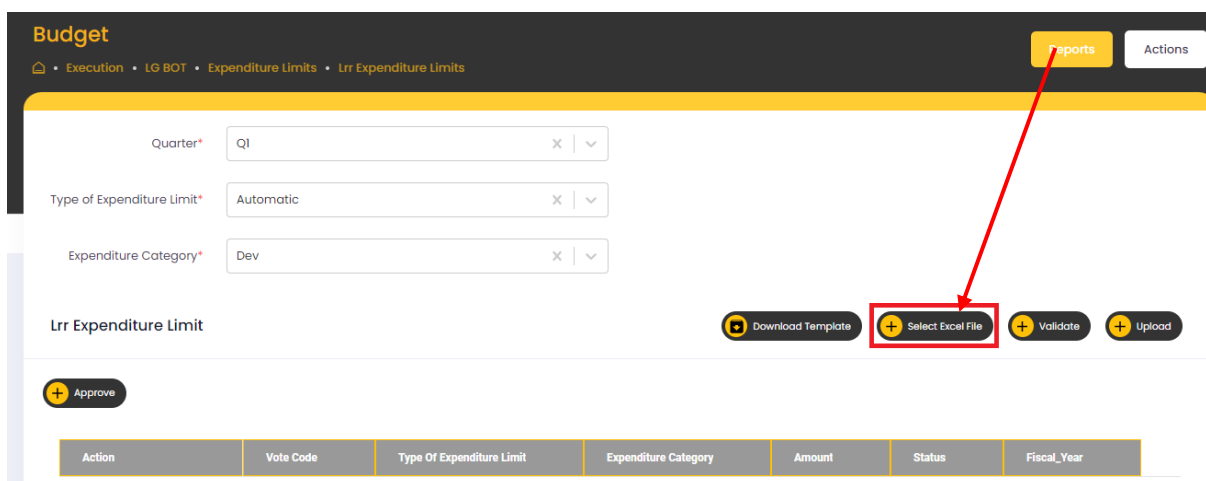 Budget
Reports
Actions
• Execution • LG BOT • Expenditure Limits • Lrr Expenditure Limits
Quarter* Q1
Type of Expenditure Limit* Automatic
Expenditure Category* Dev
Lrr Expenditure Limit
Download Template
Select Excel File
Validate
Upload
Approve
Action Vote Code Type Of Expenditure Limit Expenditure Category Amount Status Fiscal_Year